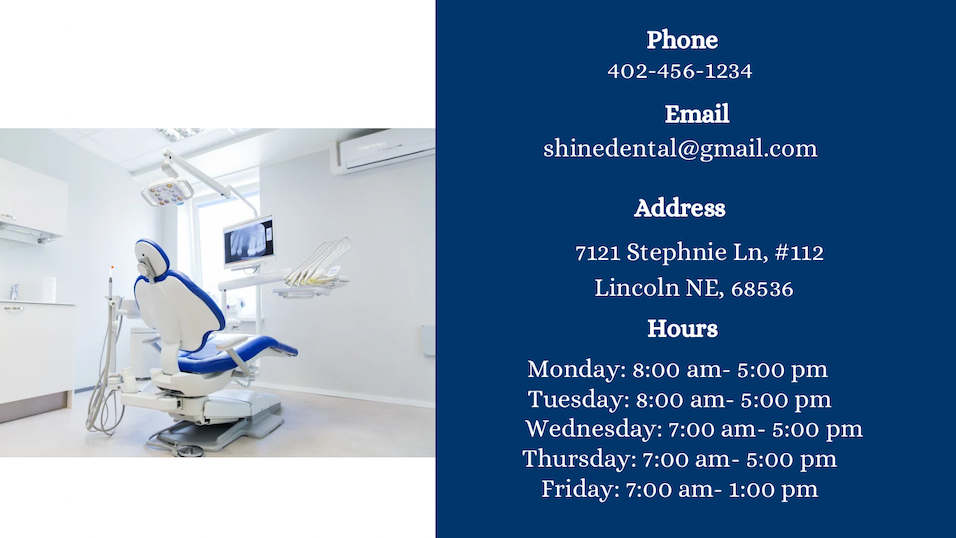 Phone
402-456-1234
Email
shinedental@gmail.com
Address
7121 Stephnie Ln, #112
Lincoln NE, 68536
Hours
Monday: 8:00 am- 5:00 pm
Tuesday: 8:00 am- 5:00 pm
Wednesday: 7:00 am- 5:00 pm
Thursday: 7:00 am- 5:00 pm
Friday: 7:00 am- 1:00 pm